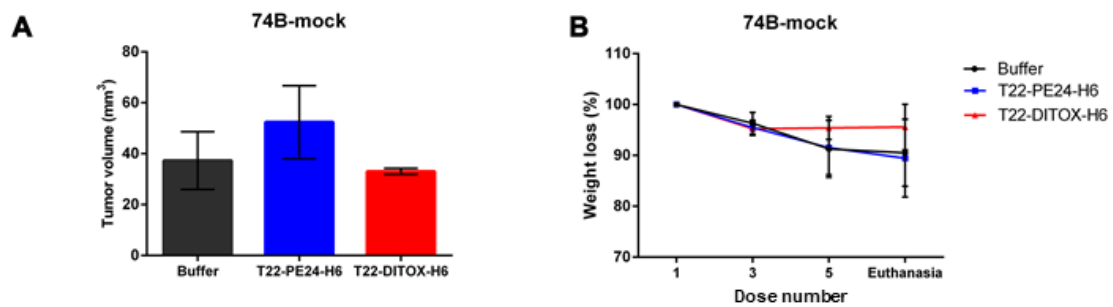 A
74B-mock
Tumor volume (mm³)
80
60
40
20
0
Buffer
T22-PE24-H6
T22-DITOX-H6
B
74B-mock
Weight loss (%)
110
100
90
80
70
1
3
5
Euthanasia
Dose number
Buffer
T22-PE24-H6
T22-DITOX-H6